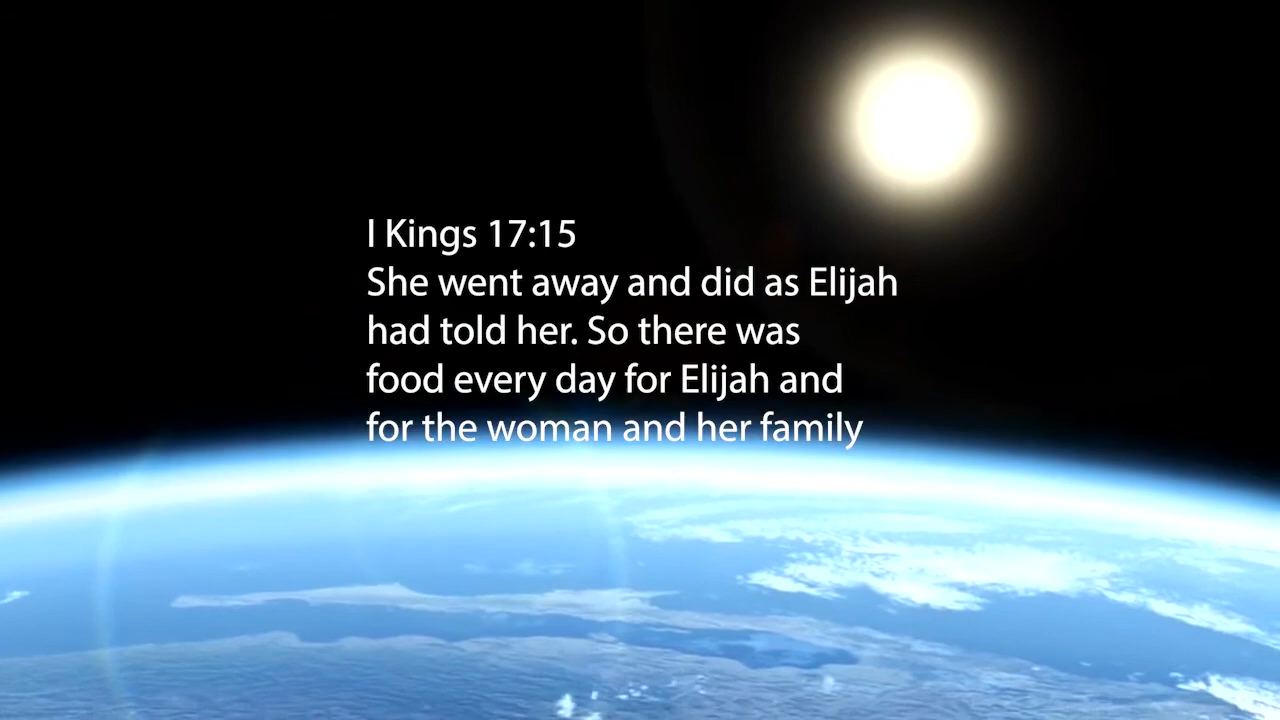 I Kings 17:15
She went away and did as Elijah
had told her. So there was
food every day for Elijah and
for the woman and her family